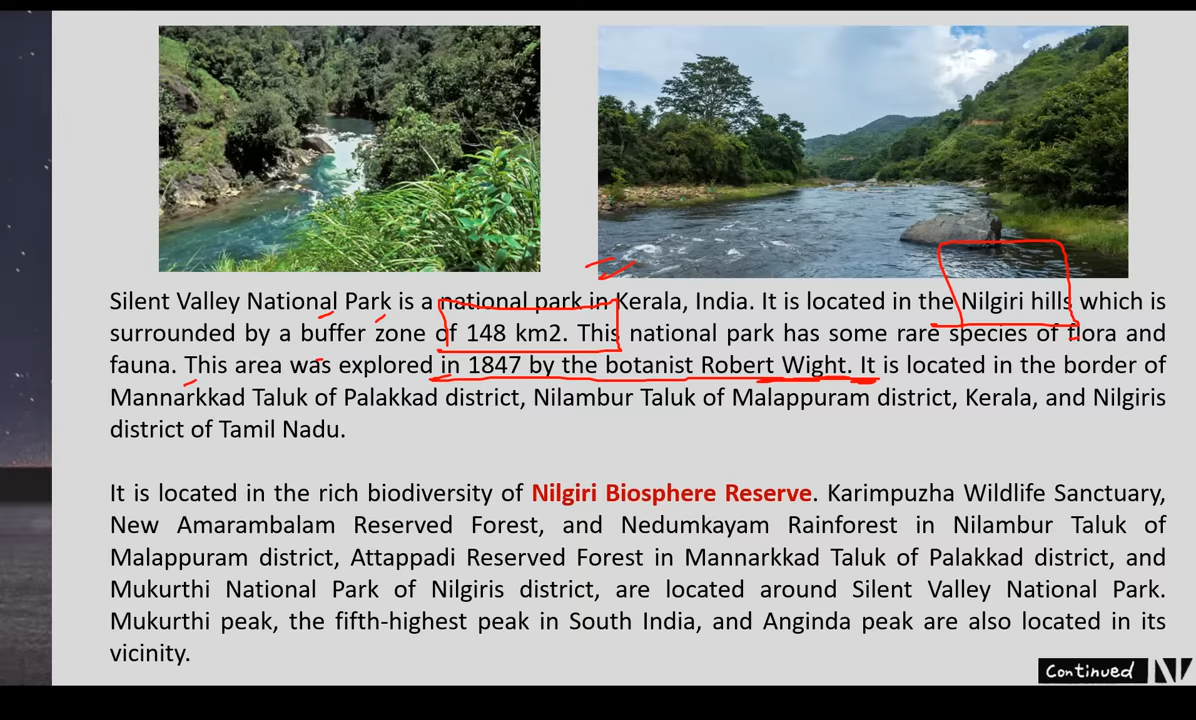 Silent Valley National Park is a national park in Kerala, India. It is located in the Nilgiri hills which is
surrounded by a buffer zone of 148 km2. This national park has some rare species of flora and
fauna. This area was explored in 1847 by the botanist Robert Wight. It is located in the border of
Mannarkkad Taluk of Palakkad district, Nilambur Taluk of Malappuram district, Kerala, and Nilgiris
district of Tamil Nadu.
It is located in the rich biodiversity of Nilgiri Biosphere Reserve. Karimpuzha Wildlife Sanctuary,
New Amarambalam Reserved Forest, and Nedumkayam Rainforest in Nilambur Taluk of
Malappuram district, Attappadi Reserved Forest in Mannarkkad Taluk of Palakkad district, and
Mukurthi National Park of Nilgiris district, are located around Silent Valley National Park.
Mukurthi peak, the fifth-highest peak in South India, and Anginda peak are also located in its
vicinity.
Continued